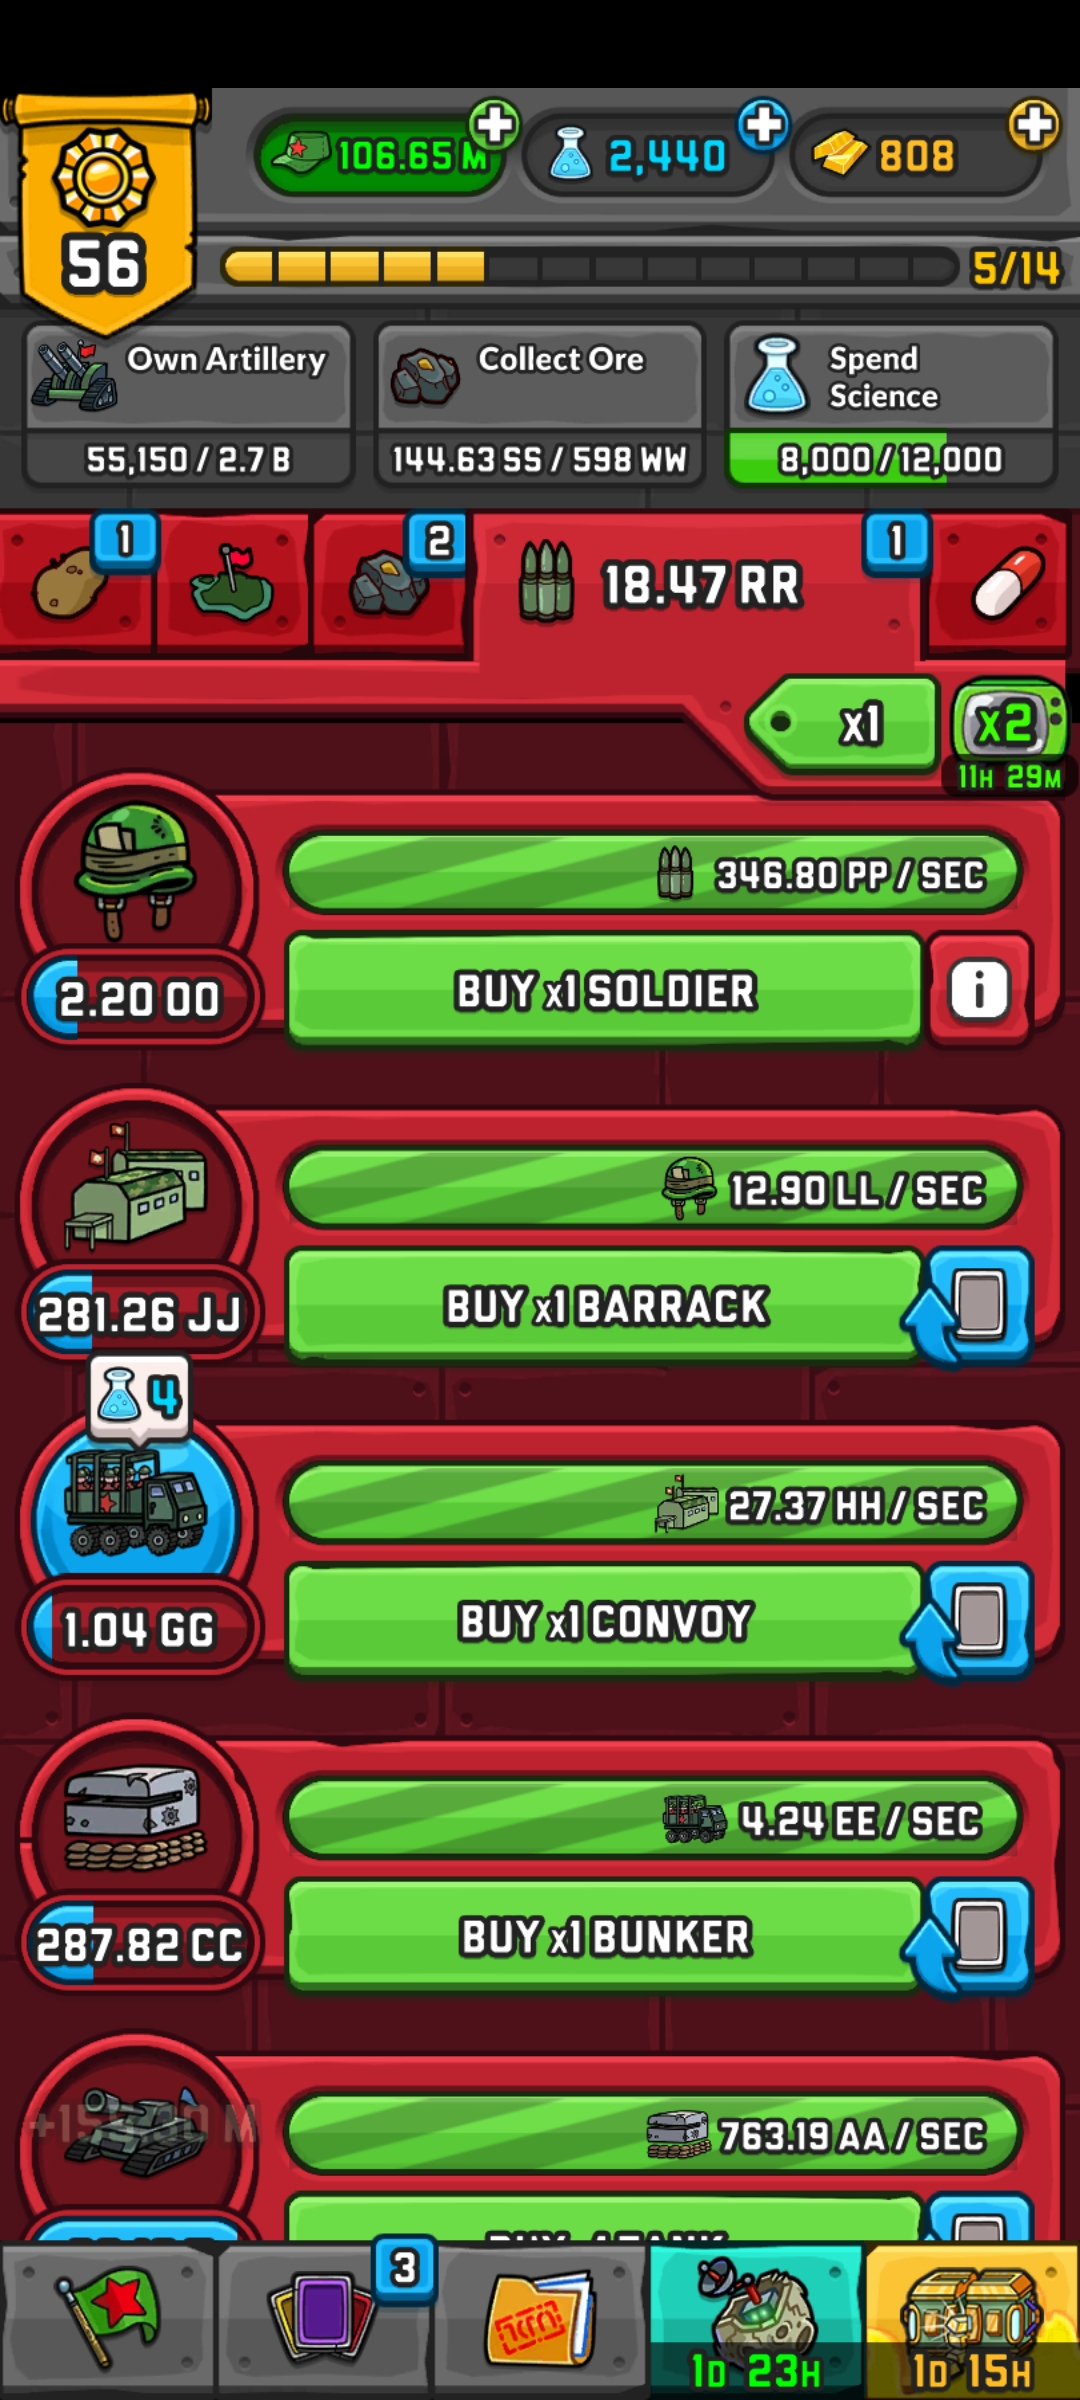 106.65 M
2,440
808
56
5/14
Own Artillery
55,150 / 2.7 B
Collect Ore
144.63 SS / 598 WW
Spend
Science
8,000 / 12,000
1
2
18.47 RR
1
x1
x2
11H 29M
346.80 PP / SEC
2.20 OO
BUY x1 SOLDIER
i
12.90 LL / SEC
281.26 JJ
BUY x1 BARRACK
4
27.37 HH / SEC
1.04 GG
BUY x1 CONVOY
4.24 EE / SEC
287.82 CC
BUY x1 BUNKER
763.19 AA / SEC
3
1D 23H
1D 15H